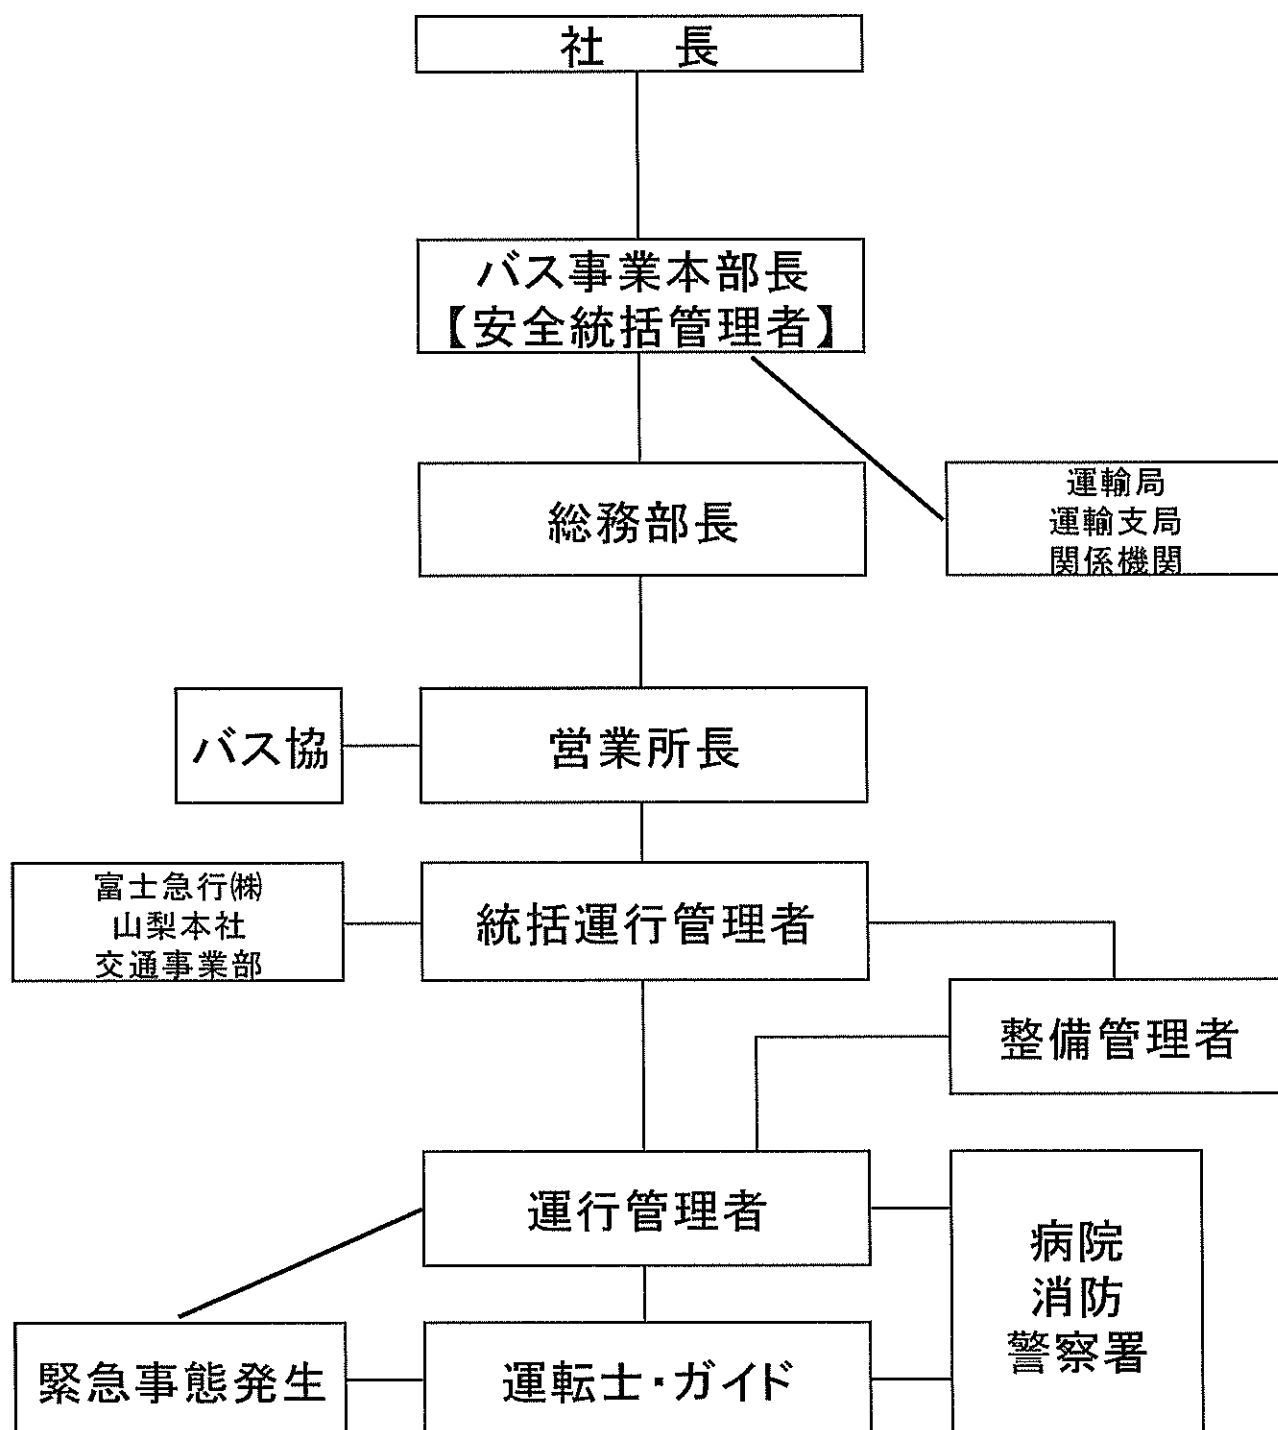 社　長
バス事業本部長
【安全統括管理者】
総務部長
運輸局
運輸支局
関係機関
バス協
営業所長
富士急行㈱
山梨本社
交通事業部
統括運行管理者
整備管理者
運行管理者
病院
消防
警察署
緊急事態発生
運転士・ガイド